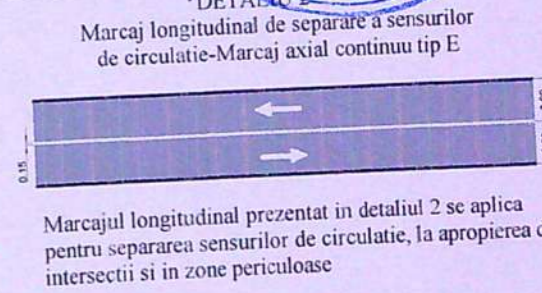 DETALIU
Marcaj longitudinal de separare a sensurilor
de circulatie-Marcaj axial continuu tip E
0.15
Marcajul longitudinal prezentat in detaliul 2 se aplica
pentru separarea sensurilor de circulatie, la apropierea
intersectii si in zone periculoase